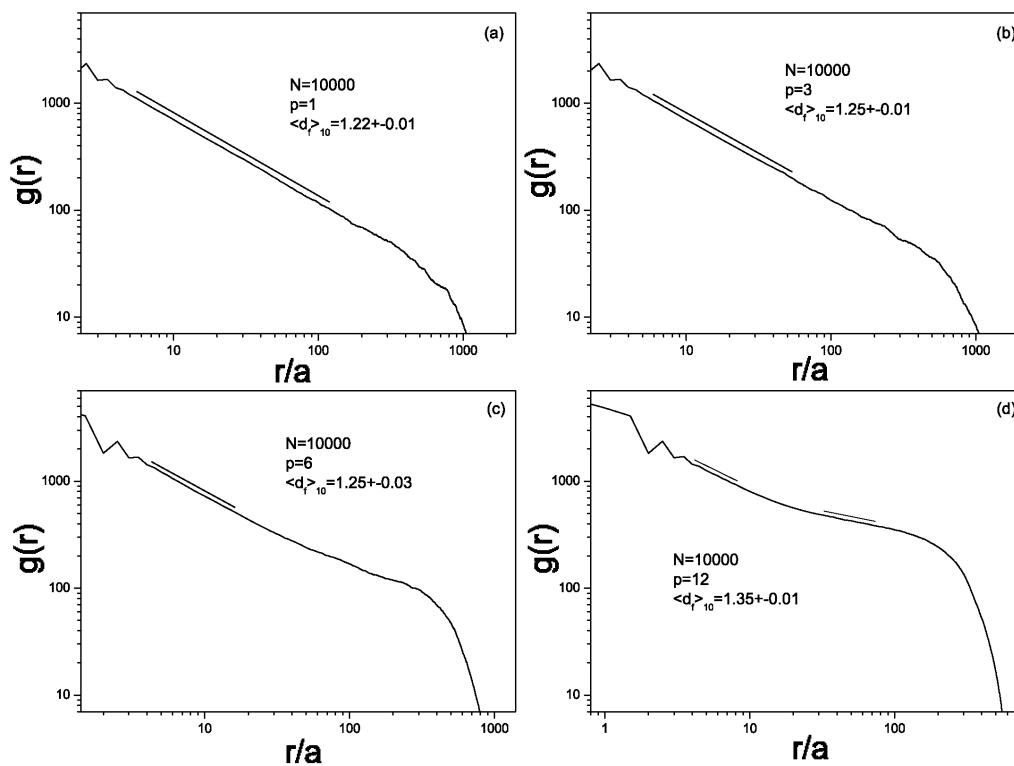 (a)
N=10000
p=1
<d_f>_10=1.22+-0.01
1000
100
10
g(r)
10
100
1000
r/a
(b)
N=10000
p=3
<d_f>_10=1.25+-0.01
1000
100
10
g(r)
10
100
1000
r/a
(c)
N=10000
p=6
<d_f>_10=1.25+-0.03
1000
100
10
g(r)
10
100
1000
r/a
(d)
N=10000
p=12
<d_f>_10=1.35+-0.01
1000
100
10
g(r)
1
10
100
r/a